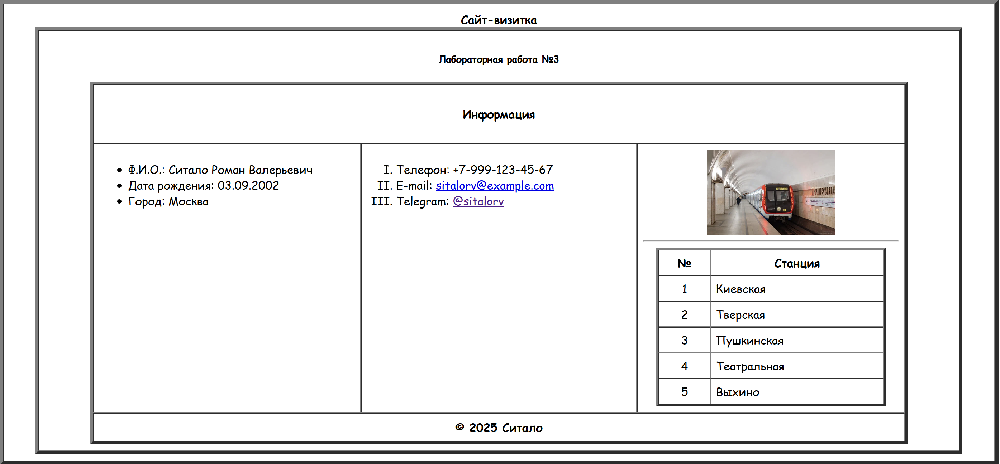 Сайт-визитка
Лабораторная работа №3
Информация
Ф.И.О.: Ситало Роман Валерьевич
Дата рождения: 03.09.2002
Город: Москва
I. Телефон: +7-999-123-45-67
II. E-mail: sitalorv@example.com
III. Telegram: @sitalorv
№ Станция
1 Киевская
2 Тверская
3 Пушкинская
4 Театральная
5 Выхино
© 2025 Ситало